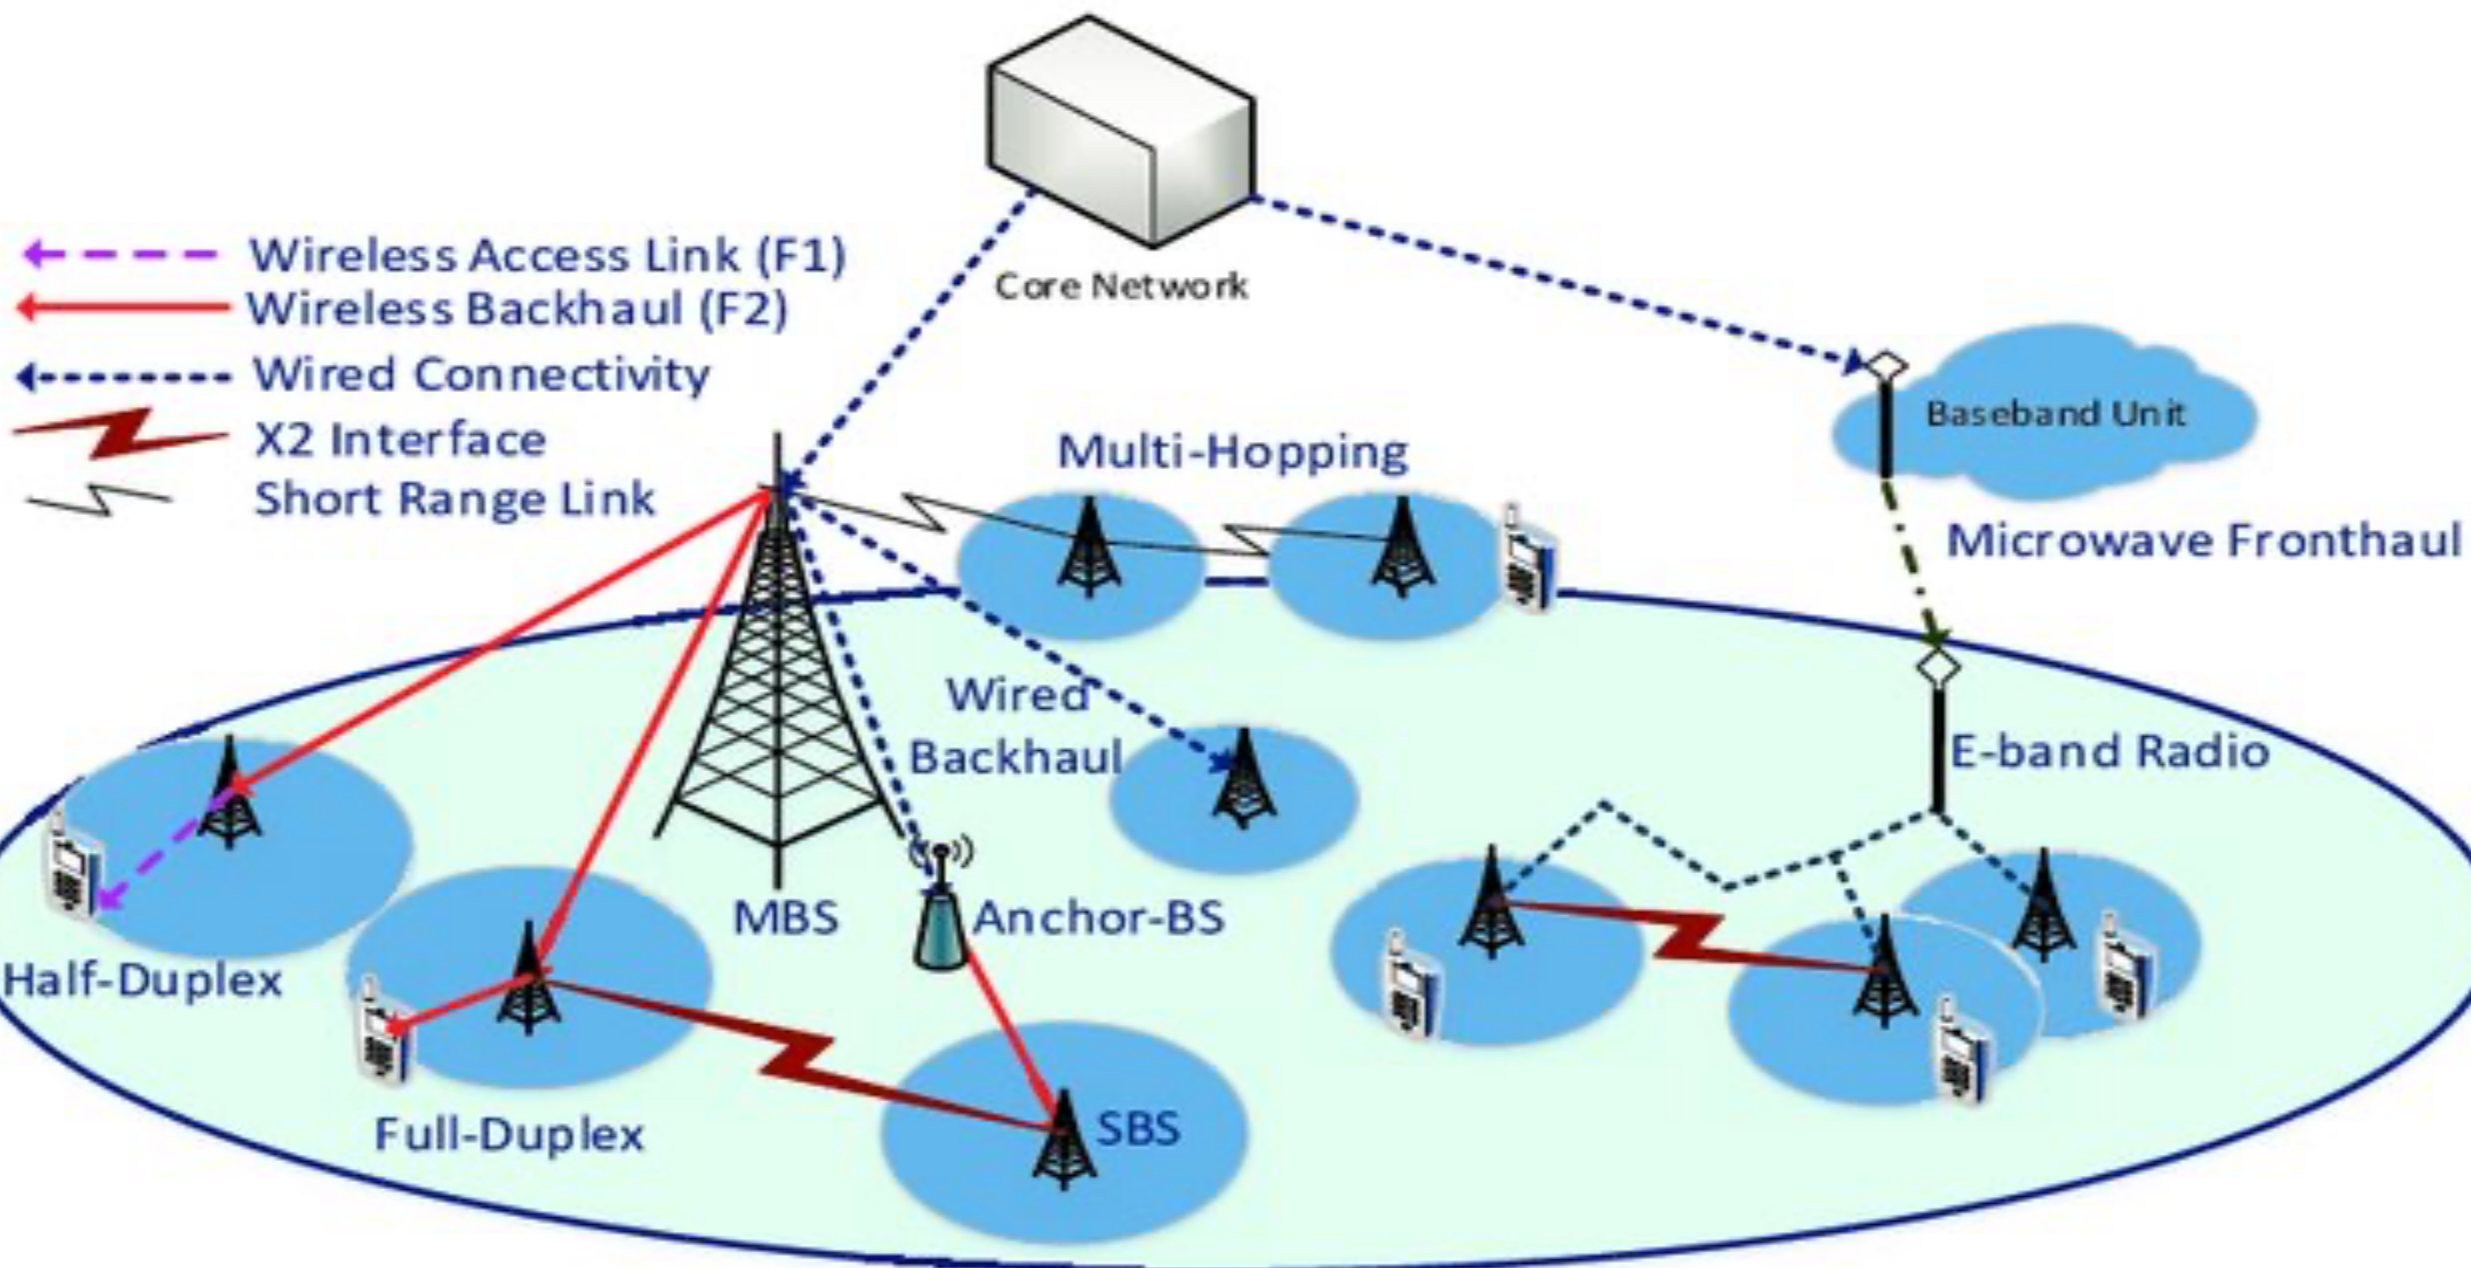 Core Network
Wireless Access Link (F1)
Wireless Backhaul (F2)
Wired Connectivity
X2 Interface
Short Range Link
Multi-Hopping
Baseband Unit
Microwave Fronthaul
Wired
Backhaul
E-band Radio
MBS
Anchor-BS
Half-Duplex
Full-Duplex
SBS